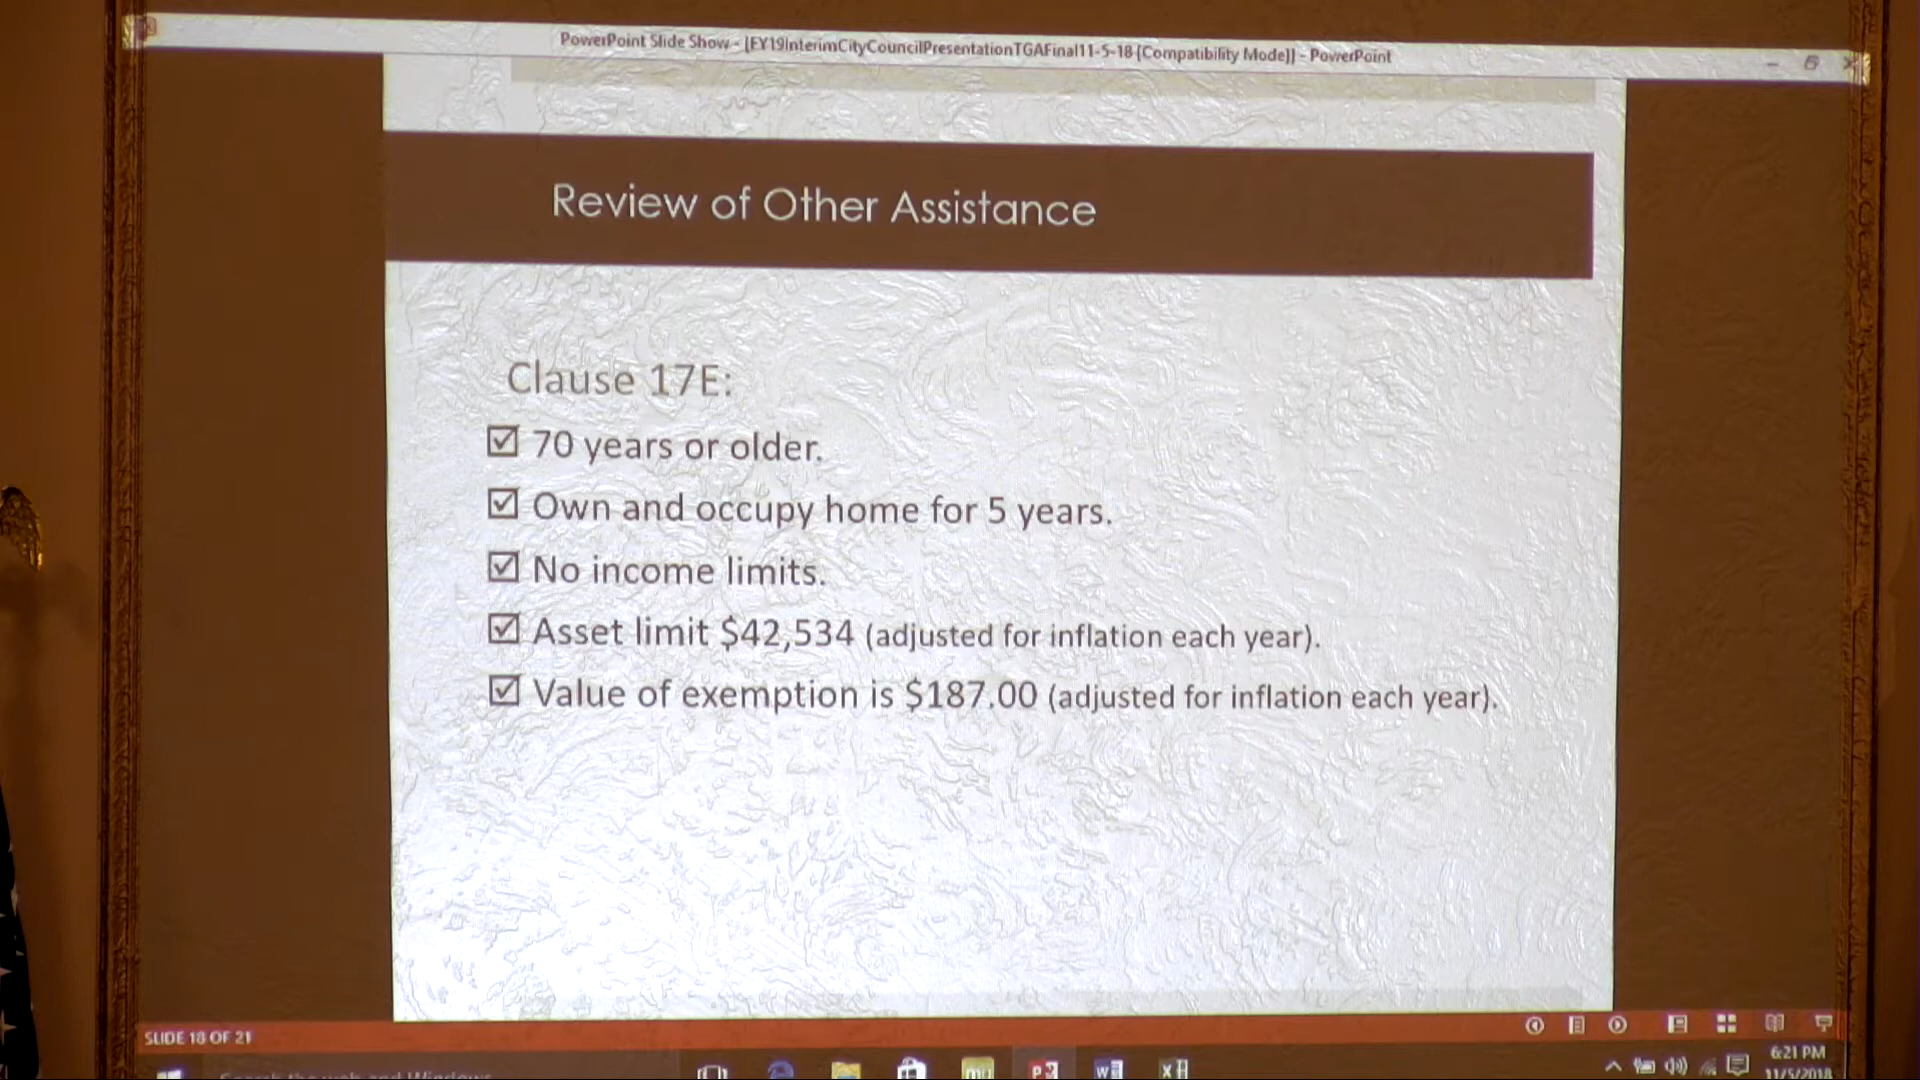 PowerPoint Slide Show - [FY19InterimCityCouncilPresentationTGAFinal11-5-18 [Compatibility Mode]] - PowerPoint
Review of Other Assistance
Clause 17E:
70 years or older.
Own and occupy home for 5 years.
No income limits.
Asset limit $42,534 (adjusted for inflation each year).
Value of exemption is $187.00 (adjusted for inflation each year).
SLIDE 18 OF 21
6:21 PM
11/5/2018